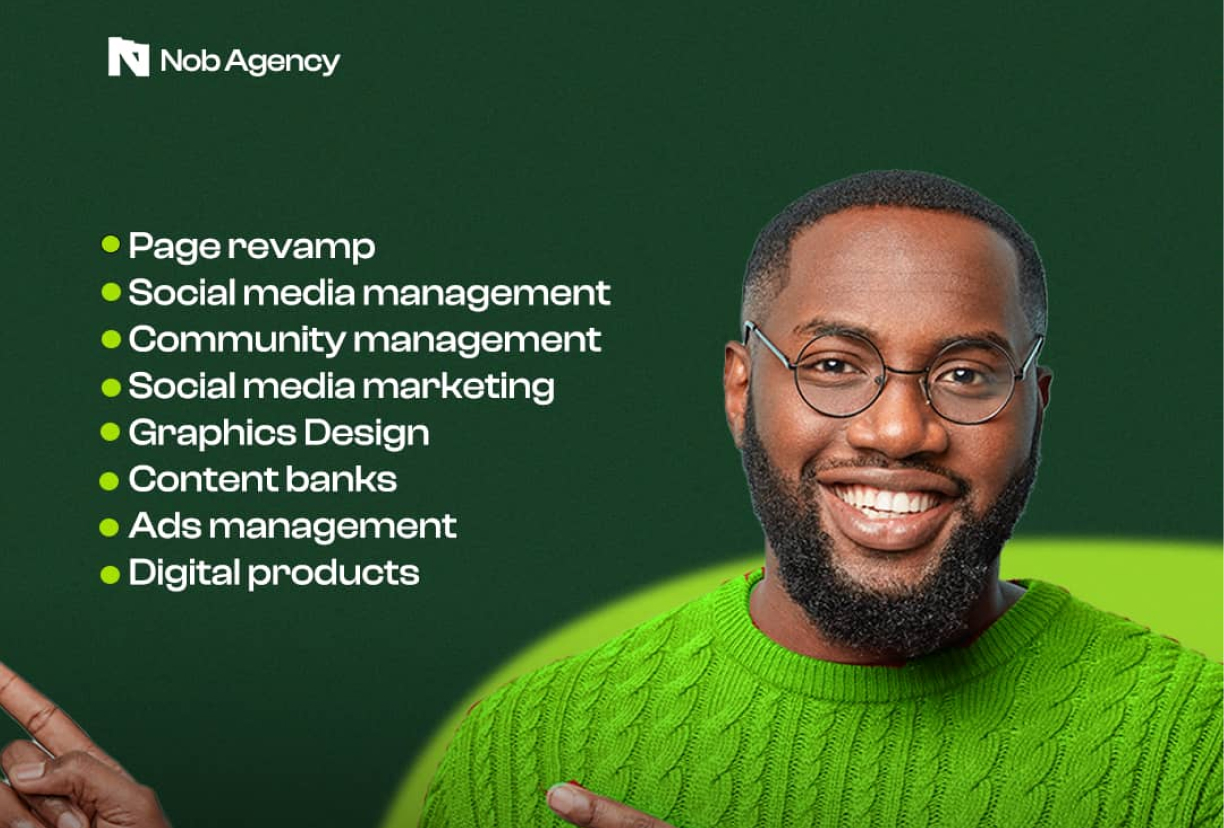 Nob Agency
Page revamp
Social media management
Community management
Social media marketing
Graphics Design
Content banks
Ads management
Digital products